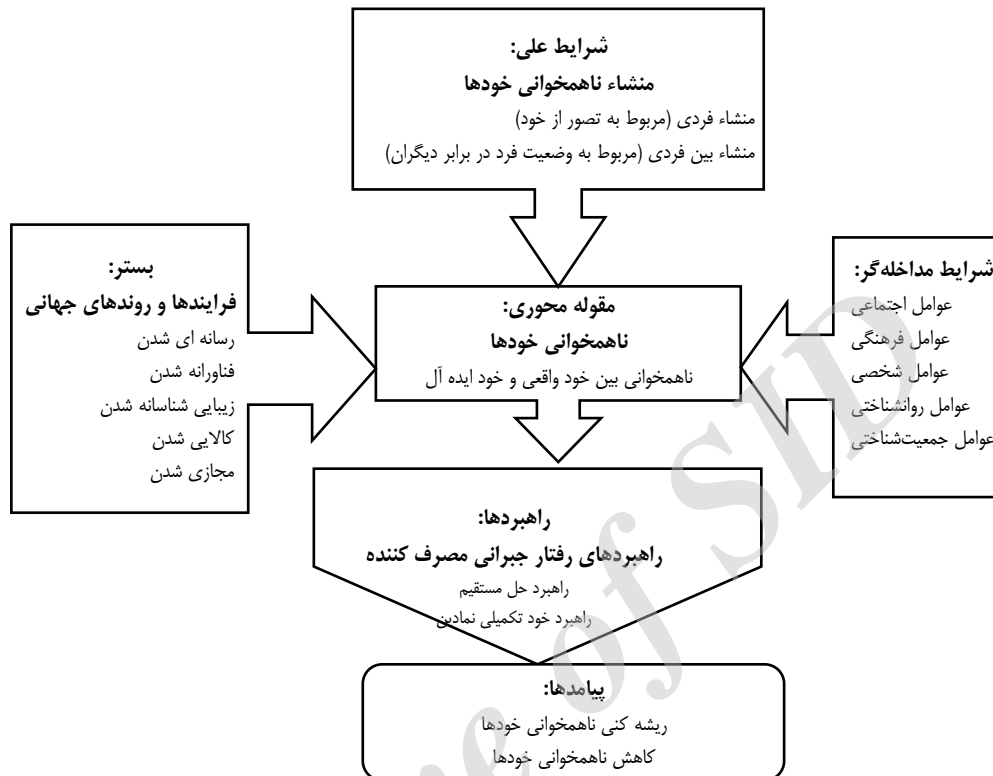 شرایط علی:
منشاء ناهمخوانی خودها
منشاء فردی (مربوط به تصور از خود)
منشاء بین فردی (مربوط به وضعیت فرد در برابر دیگران)
شرایط مداخله‌گر:
عوامل اجتماعی
عوامل فرهنگی
عوامل شخصی
عوامل روانشناختی
عوامل جمعیت‌شناختی
مقوله محوری:
ناهمخوانی خودها
ناهمخوانی بین خود واقعی و خود ایده آل
بستر:
فرایندها و روندهای جهانی
رسانه ای شدن
فناورانه شدن
زیبایی شناسانه شدن
کالایی شدن
مجازی شدن
راهبردها:
راهبردهای رفتار جبرانی مصرف کننده
راهبرد حل مستقیم
راهبرد خود تکمیلی نمادین
پیامدها:
ریشه کنی ناهمخوانی خودها
کاهش ناهمخوانی خودها
of SID